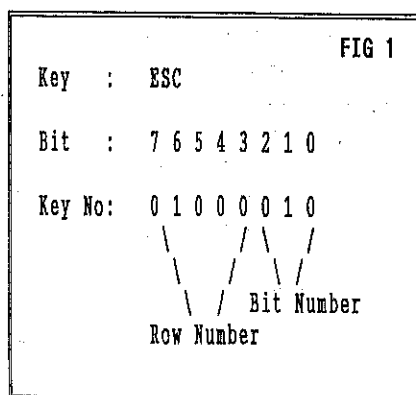 FIG 1
Key : ESC
Bit : 7 6 5 4 3 2 1 0
Key No: 0 1 0 0 0 0 1 0
Bit Number
Row Number